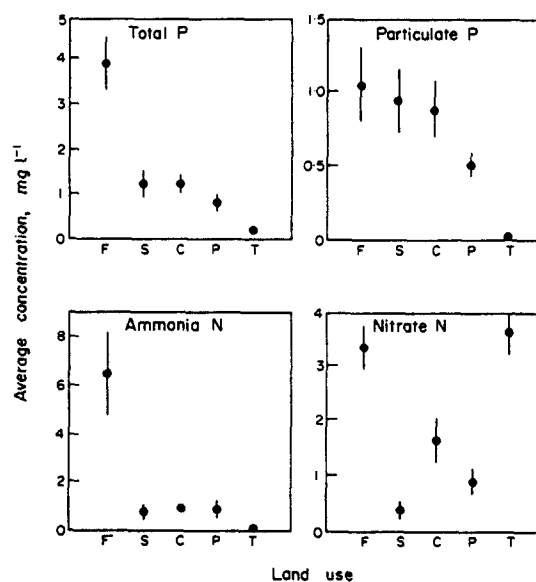 Average concentration, mg l⁻¹
Total P
5
4
3
2
1
0
F S C P T
Particulate P
1·5
1·0
0·5
0
F S C P T
Ammonia N
8
6
4
2
0
F S C P T
Nitrate N
4
3
2
1
0
F S C P T
Land use